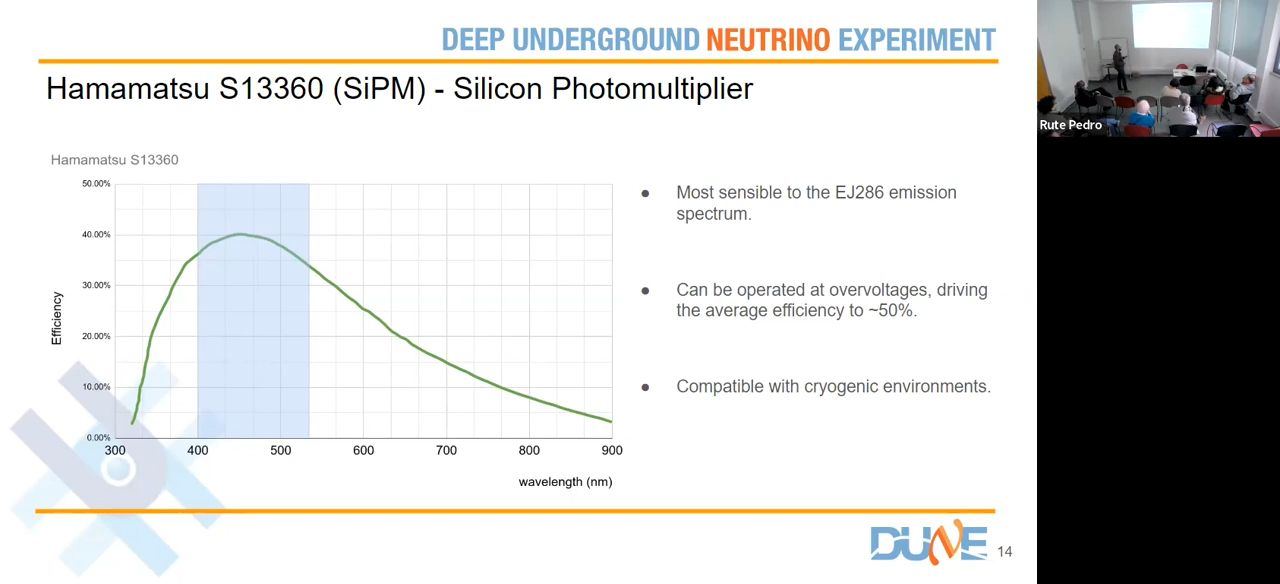 DEEP UNDERGROUND NEUTRINO EXPERIMENT
Hamamatsu S13360 (SiPM) - Silicon Photomultiplier
Rute Pedro
Hamamatsu S13360
50.00%
40.00%
30.00%
20.00%
10.00%
0.00%
Efficiency
300 400 500 600 700 800 900
wavelength (nm)
● Most sensible to the EJ286 emission
spectrum.
● Can be operated at overvoltages, driving
the average efficiency to ~50%.
● Compatible with cryogenic environments.
DUNE
14